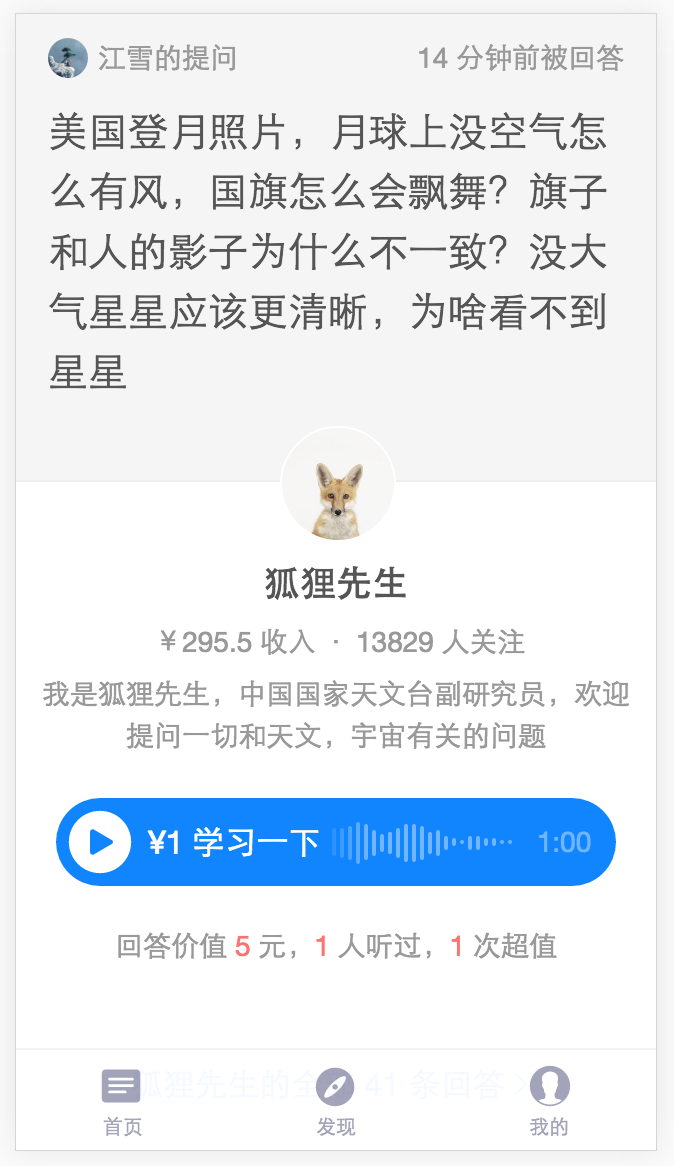 江雪的提问
14 分钟前被回答
美国登月照片，月球上没空气怎
么有风，国旗怎么会飘舞？旗子
和人的影子为什么不一致？没大
气星星应该更清晰，为啥看不到
星星
狐狸先生
￥295.5 收入 · 13829 人关注
我是狐狸先生，中国国家天文台副研究员，欢迎
提问一切和天文，宇宙有关的问题
¥1 学习一下 1:00
回答价值 5 元，1 人听过，1 次超值
狐狸先生的全 41 条回答 >
首页
发现
我的